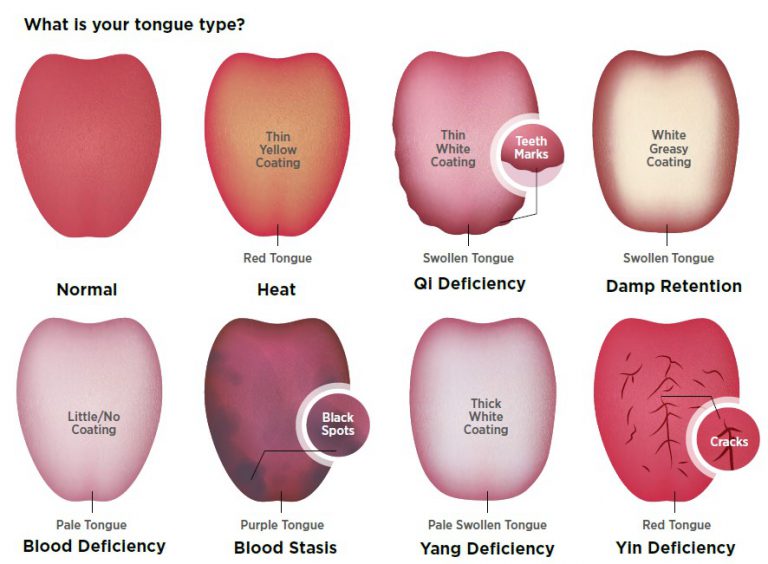 What is your tongue type?
Thin
Yellow
Coating
Red Tongue
Thin
White
Coating
Teeth
Marks
Swollen Tongue
White
Greasy
Coating
Swollen Tongue
Normal
Heat
Qi Deficiency
Damp Retention
Little/No
Coating
Pale Tongue
Black
Spots
Purple Tongue
Thick
White
Coating
Pale Swollen Tongue
Cracks
Red Tongue
Blood Deficiency
Blood Stasis
Yang Deficiency
Yin Deficiency